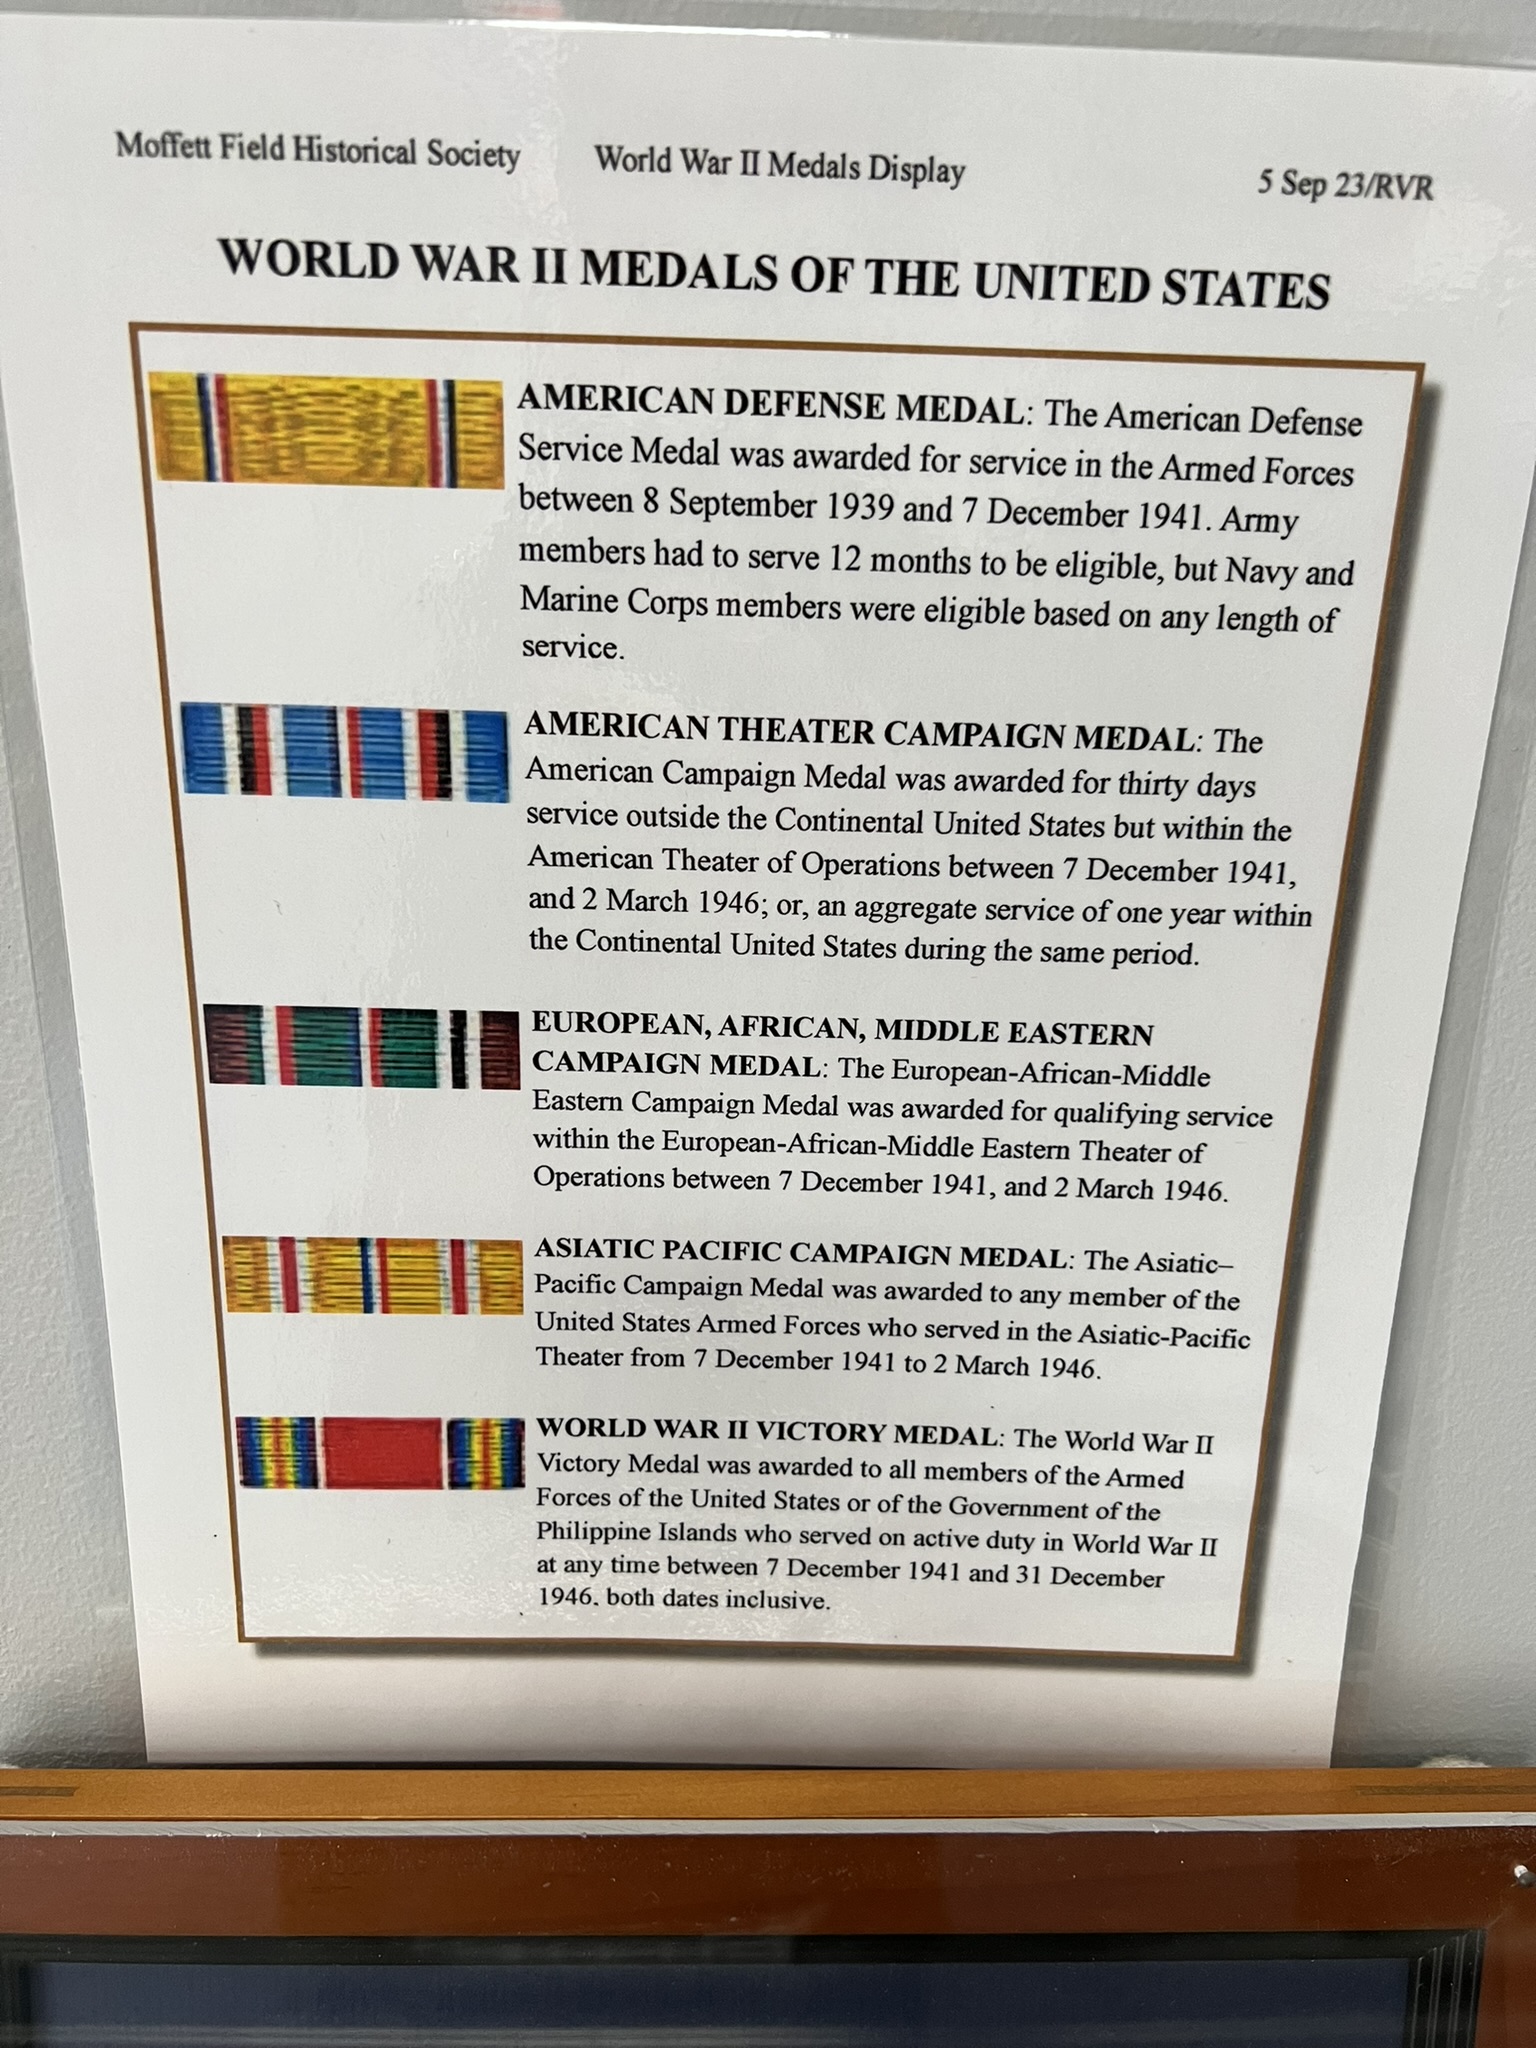 Moffett Field Historical Society World War II Medals Display 5 Sep 23/RVR
WORLD WAR II MEDALS OF THE UNITED STATES
AMERICAN DEFENSE MEDAL: The American Defense
Service Medal was awarded for service in the Armed Forces
between 8 September 1939 and 7 December 1941. Army
members had to serve 12 months to be eligible, but Navy and
Marine Corps members were eligible based on any length of
service.
AMERICAN THEATER CAMPAIGN MEDAL: The
American Campaign Medal was awarded for thirty days
service outside the Continental United States but within the
American Theater of Operations between 7 December 1941,
and 2 March 1946; or, an aggregate service of one year within
the Continental United States during the same period.
EUROPEAN, AFRICAN, MIDDLE EASTERN
CAMPAIGN MEDAL: The European-African-Middle
Eastern Campaign Medal was awarded for qualifying service
within the European-African-Middle Eastern Theater of
Operations between 7 December 1941, and 2 March 1946.
ASIATIC PACIFIC CAMPAIGN MEDAL: The Asiatic–
Pacific Campaign Medal was awarded to any member of the
United States Armed Forces who served in the Asiatic-Pacific
Theater from 7 December 1941 to 2 March 1946.
WORLD WAR II VICTORY MEDAL: The World War II
Victory Medal was awarded to all members of the Armed
Forces of the United States or of the Government of the
Philippine Islands who served on active duty in World War II
at any time between 7 December 1941 and 31 December
1946. both dates inclusive.